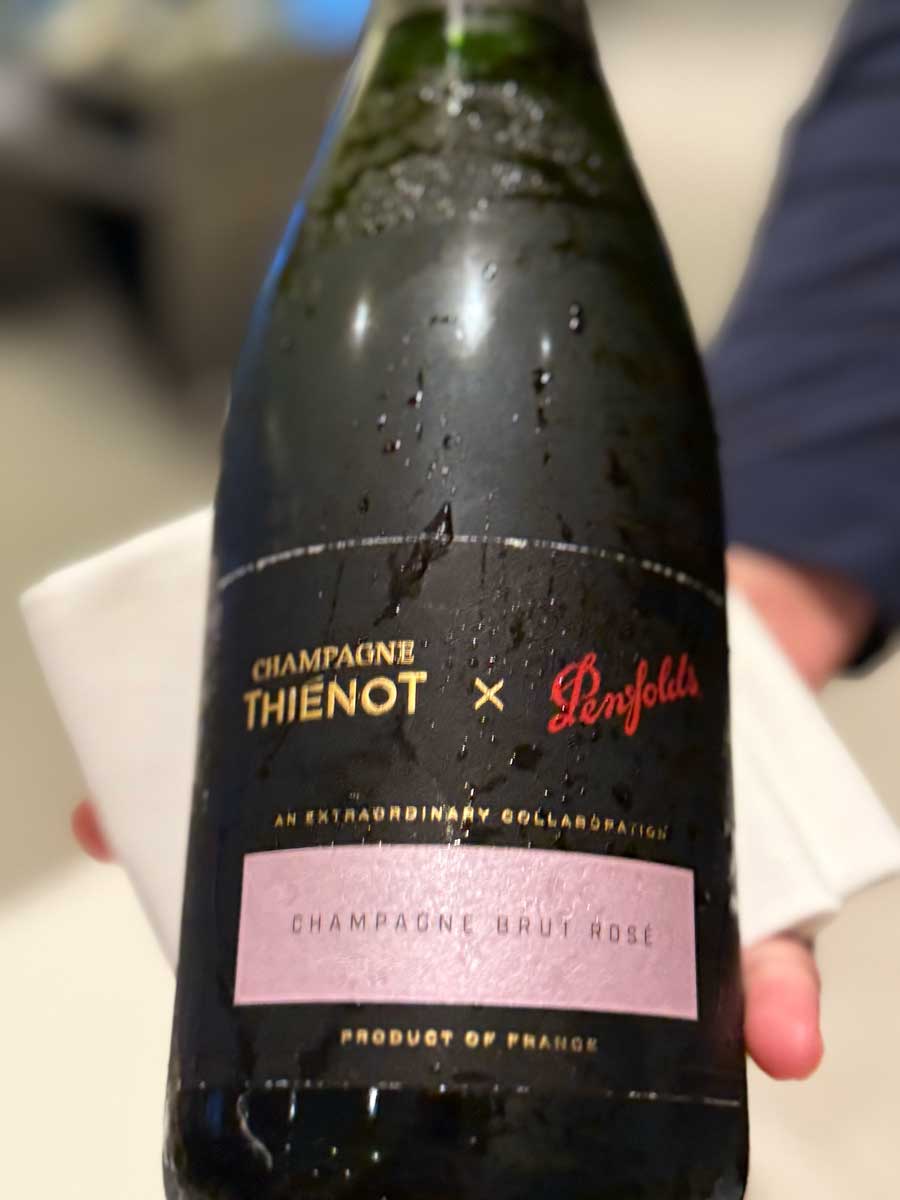 CHAMPAGNE
THIÉNOT × Penfolds
AN EXTRAORDINARY COLLABORATION
CHAMPAGNE BRUT ROSÉ
PRODUCT OF FRANCE